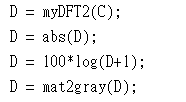 D = myDFT2(C);
D = abs(D);
D = 100*log(D+1);
D = mat2gray(D);